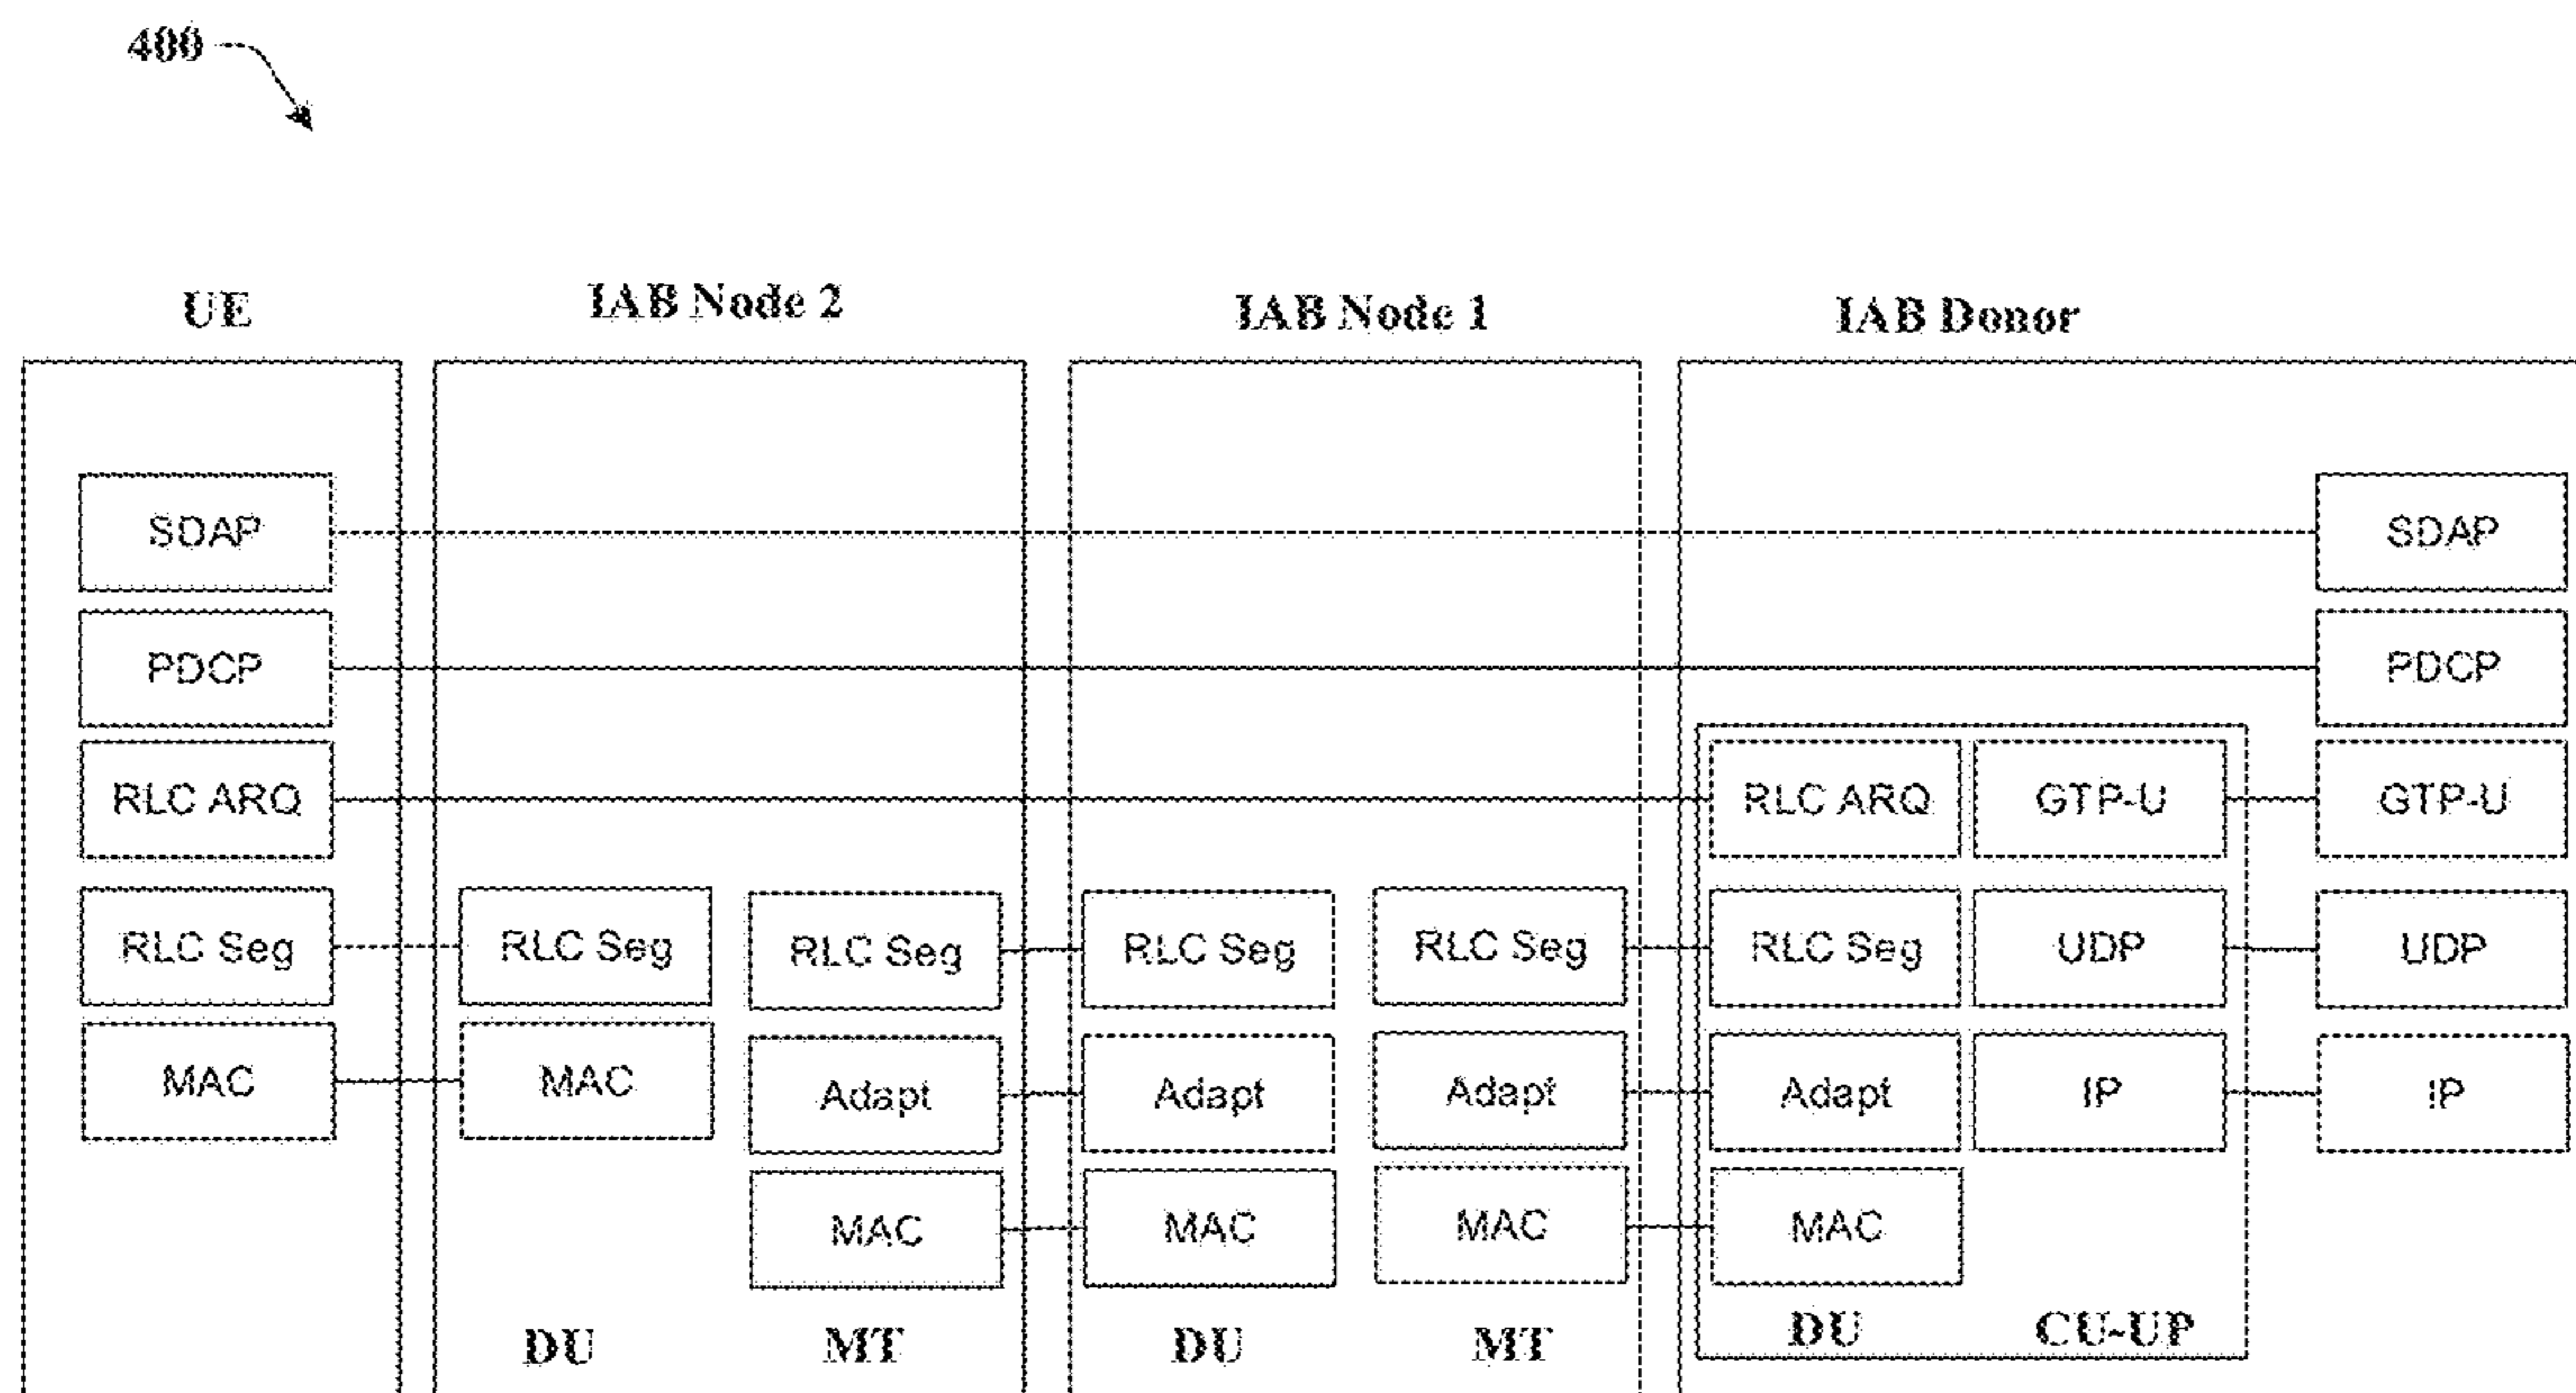 400
UE IAB Node 2 IAB Node 1 IAB Donor
SDAP SDAP
PDCP PDCP
RLC ARQ RLC ARQ GTP-U GTP-U
RLC Seg RLC Seg RLC Seg RLC Seg RLC Seg RLC Seg UDP UDP
MAC MAC Adapt Adapt Adapt Adapt IP IP
MAC MAC MAC MAC
DU MT DU MT DU CU-UP